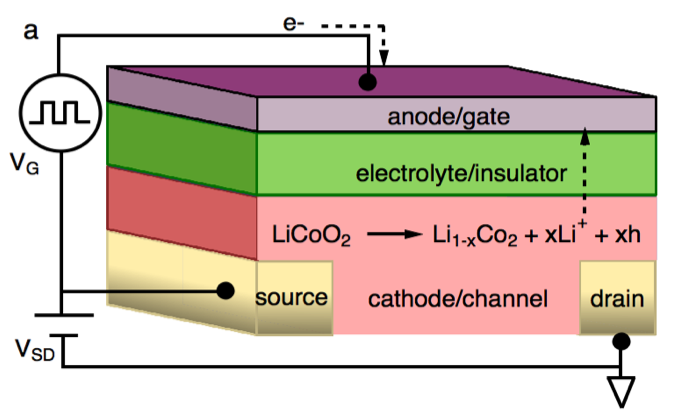 a
e-
anode/gate
V_G
electrolyte/insulator
LiCoO₂ ⟶ Li₁₋ₓCo₂ + xLi⁺ + xh
source
cathode/channel
drain
V_SD